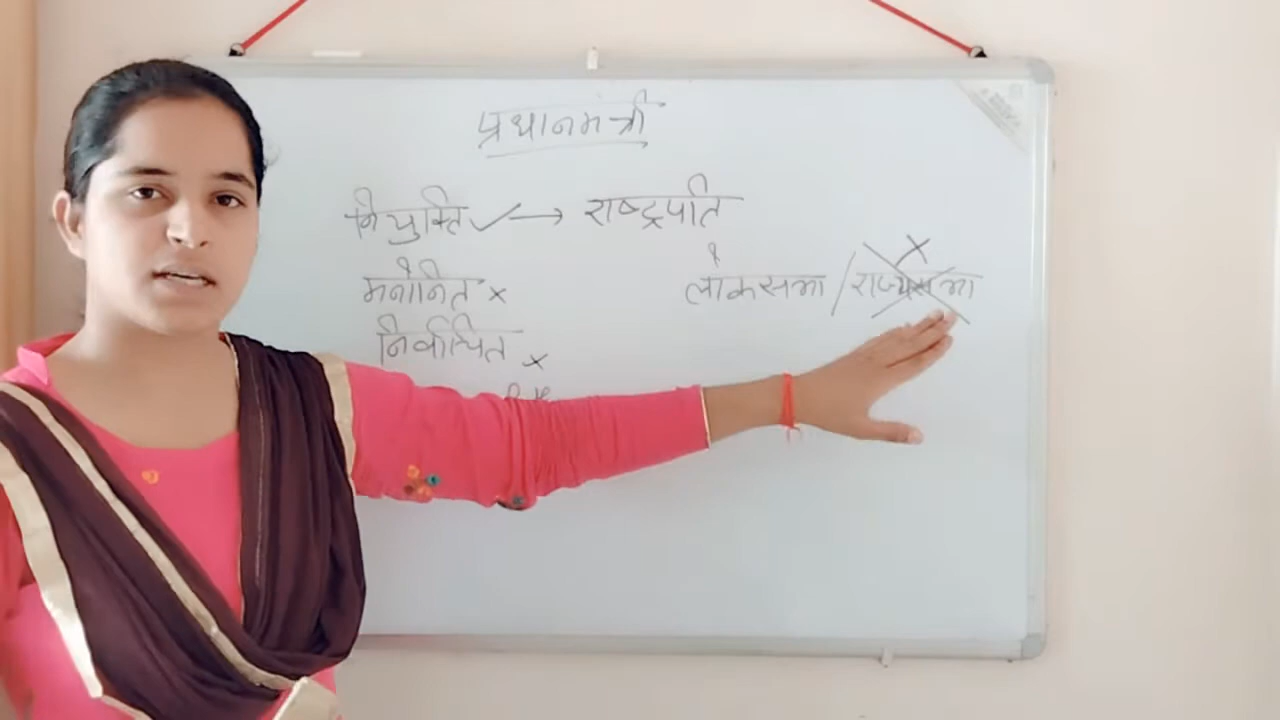 प्रधानमंत्री
नियुक्ति ✓ → राष्ट्रपति
मनोनित × लोकसभा / राज्यसभा ×
निर्वाचित ×